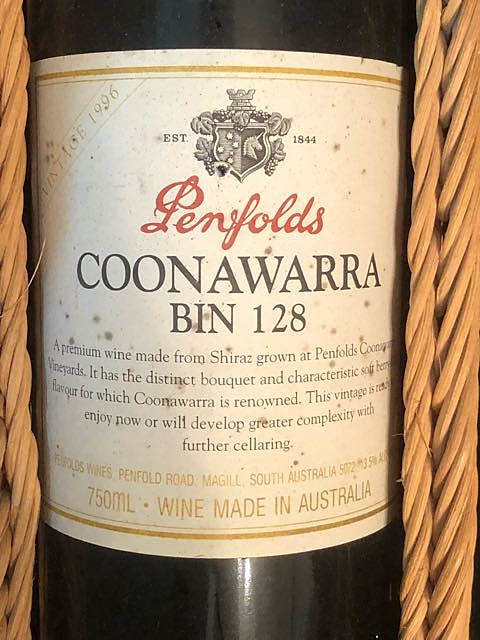 VINTAGE 1996
EST. 1844
Penfolds
COONAWARRA
BIN 128
A premium wine made from Shiraz grown at Penfolds Coonawarra
Vineyards. It has the distinct bouquet and characteristic soft berry
flavour for which Coonawarra is renowned. This vintage is ready
enjoy now or will develop greater complexity with
further cellaring.
PENFOLDS WINES, PENFOLD ROAD, MAGILL, SOUTH AUSTRALIA 5072 13.5%
750ML • WINE MADE IN AUSTRALIA